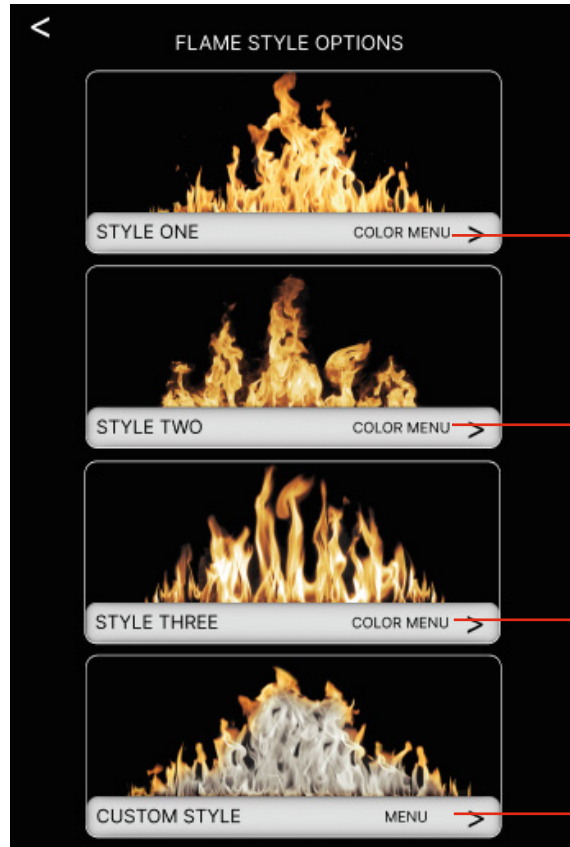 <
FLAME STYLE OPTIONS
STYLE ONE COLOR MENU >
STYLE TWO COLOR MENU >
STYLE THREE COLOR MENU >
CUSTOM STYLE MENU >